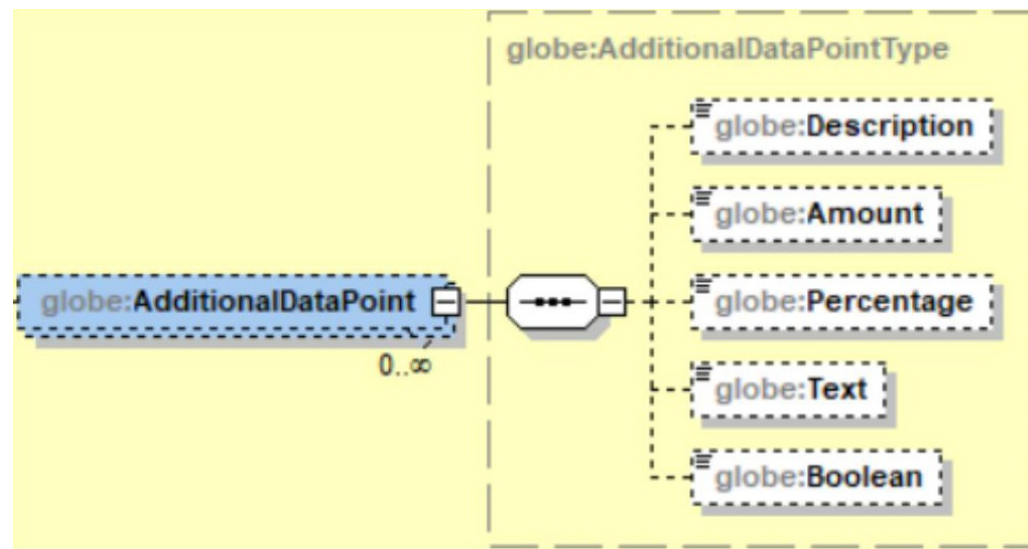 globe:AdditionalDataPointType
globe:Description
globe:Amount
globe:AdditionalDataPoint
0..∞
globe:Percentage
globe:Text
globe:Boolean